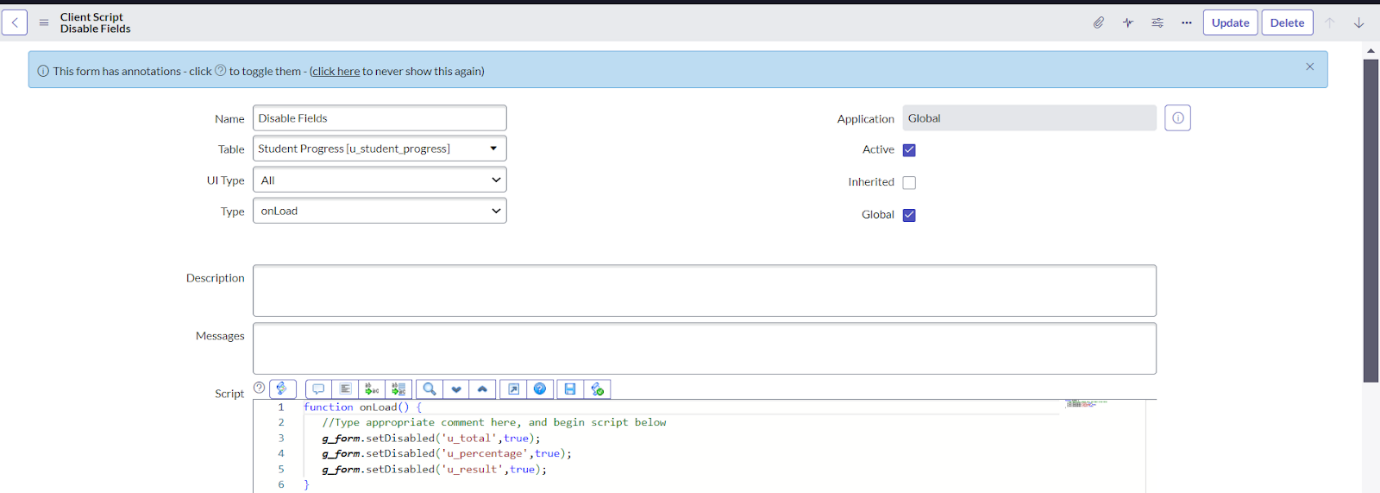 Client Script
Disable Fields
Update
Delete
This form has annotations - click ? to toggle them - (click here to never show this again)
Name Disable Fields
Application Global
Table Student Progress [u_student_progress]
Active
UI Type All
Inherited
Type onLoad
Global
Description
Messages
Script
1 function onLoad() {
2 //Type appropriate comment here, and begin script below
3 g_form.setDisabled('u_total',true);
4 g_form.setDisabled('u_percentage',true);
5 g_form.setDisabled('u_result',true);
6 }